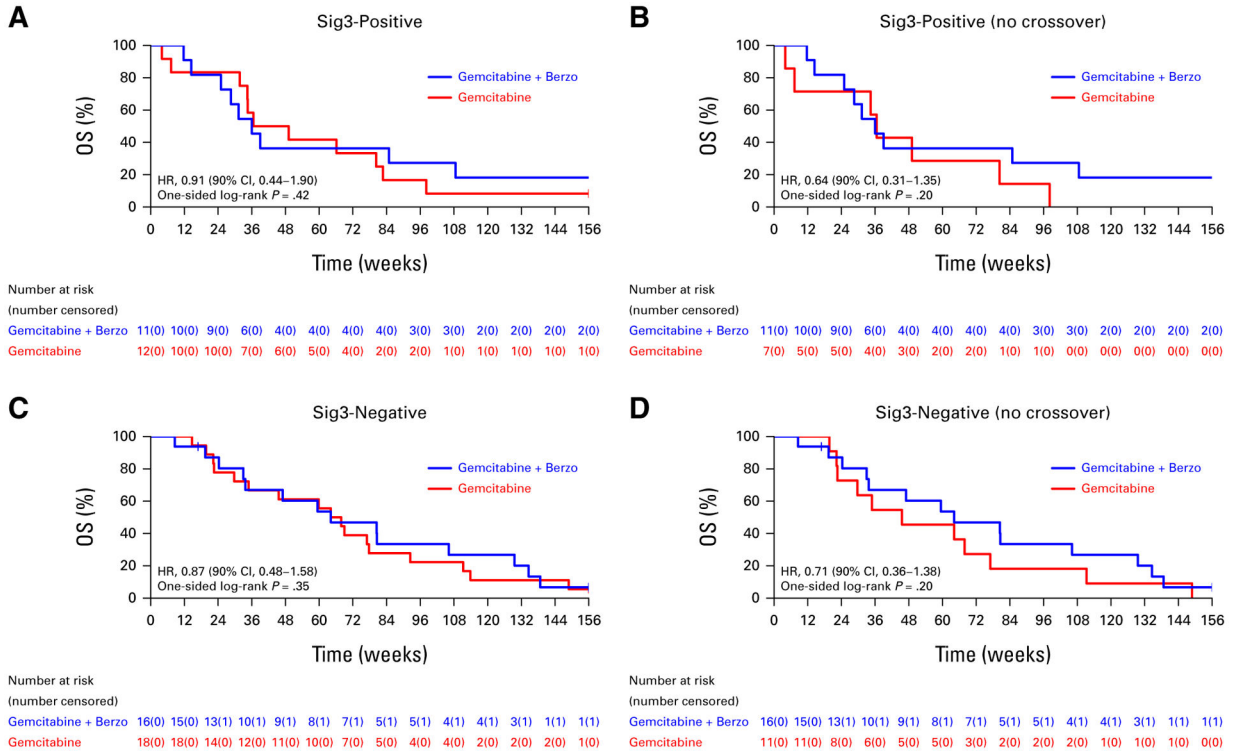 A
Sig3-Positive
OS (%)
100
80
60
40
20
0
Gemcitabine + Berzo
Gemcitabine
HR, 0.91 (90% CI, 0.44–1.90)
One-sided log-rank P = .42
0 12 24 36 48 60 72 84 96 108 120 132 144 156
Time (weeks)
Number at risk
(number censored)
Gemcitabine + Berzo 11(0) 10(0) 9(0) 6(0) 4(0) 4(0) 4(0) 4(0) 3(0) 3(0) 2(0) 2(0) 2(0) 2(0)
Gemcitabine 12(0) 10(0) 10(0) 7(0) 6(0) 5(0) 4(0) 2(0) 2(0) 1(0) 1(0) 1(0) 1(0) 1(0)
B
Sig3-Positive (no crossover)
OS (%)
100
80
60
40
20
0
Gemcitabine + Berzo
Gemcitabine
HR, 0.64 (90% CI, 0.31–1.35)
One-sided log-rank P = .20
0 12 24 36 48 60 72 84 96 108 120 132 144 156
Time (weeks)
Number at risk
(number censored)
Gemcitabine + Berzo 11(0) 10(0) 9(0) 6(0) 4(0) 4(0) 4(0) 4(0) 3(0) 3(0) 2(0) 2(0) 2(0) 2(0)
Gemcitabine 7(0) 5(0) 5(0) 4(0) 3(0) 2(0) 2(0) 1(0) 1(0) 0(0) 0(0) 0(0) 0(0) 0(0)
C
Sig3-Negative
OS (%)
100
80
60
40
20
0
Gemcitabine + Berzo
Gemcitabine
HR, 0.87 (90% CI, 0.48–1.58)
One-sided log-rank P = .35
0 12 24 36 48 60 72 84 96 108 120 132 144 156
Time (weeks)
Number at risk
(number censored)
Gemcitabine + Berzo 16(0) 15(0) 13(1) 10(1) 9(1) 8(1) 7(1) 5(1) 5(1) 4(1) 4(1) 3(1) 1(1) 1(1)
Gemcitabine 18(0) 18(0) 14(0) 12(0) 11(0) 10(0) 7(0) 5(0) 4(0) 4(0) 2(0) 2(0) 2(0) 1(0)
D
Sig3-Negative (no crossover)
OS (%)
100
80
60
40
20
0
Gemcitabine + Berzo
Gemcitabine
HR, 0.71 (90% CI, 0.36–1.38)
One-sided log-rank P = .20
0 12 24 36 48 60 72 84 96 108 120 132 144 156
Time (weeks)
Number at risk
(number censored)
Gemcitabine + Berzo 16(0) 15(0) 13(1) 10(1) 9(1) 8(1) 7(1) 5(1) 5(1) 4(1) 4(1) 3(1) 1(1) 1(1)
Gemcitabine 11(0) 11(0) 8(0) 6(0) 5(0) 5(0) 3(0) 2(0) 2(0) 2(0) 1(0) 1(0) 1(0) 0(0)